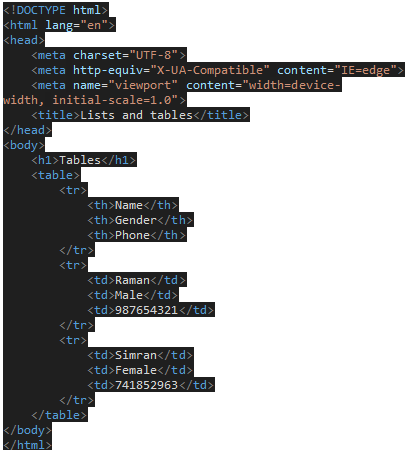 <!DOCTYPE html>
<html lang="en">
<head>
    <meta charset="UTF-8">
    <meta http-equiv="X-UA-Compatible" content="IE=edge">
    <meta name="viewport" content="width=device-
width, initial-scale=1.0">
    <title>Lists and tables</title>
</head>
<body>
    <h1>Tables</h1>
    <table>
        <tr>
            <th>Name</th>
            <th>Gender</th>
            <th>Phone</th>
        </tr>
        <tr>
            <td>Raman</td>
            <td>Male</td>
            <td>987654321</td>
        </tr>
        <tr>
            <td>Simran</td>
            <td>Female</td>
            <td>741852963</td>
        </tr>
    </table>
</body>
</html>